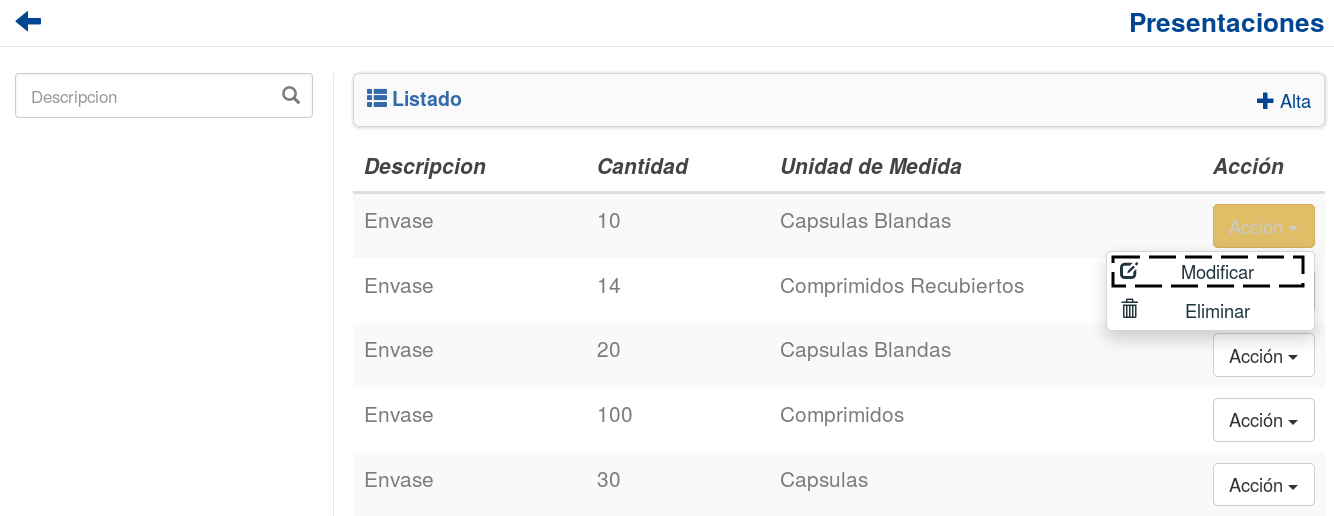 Presentaciones
Descripcion
Listado
Alta
Descripcion Cantidad Unidad de Medida Acción
Envase 10 Capsulas Blandas Acción
Modificar
Envase 14 Comprimidos Recubiertos
Eliminar
Envase 20 Capsulas Blandas Acción
Envase 100 Comprimidos Acción
Envase 30 Capsulas Acción